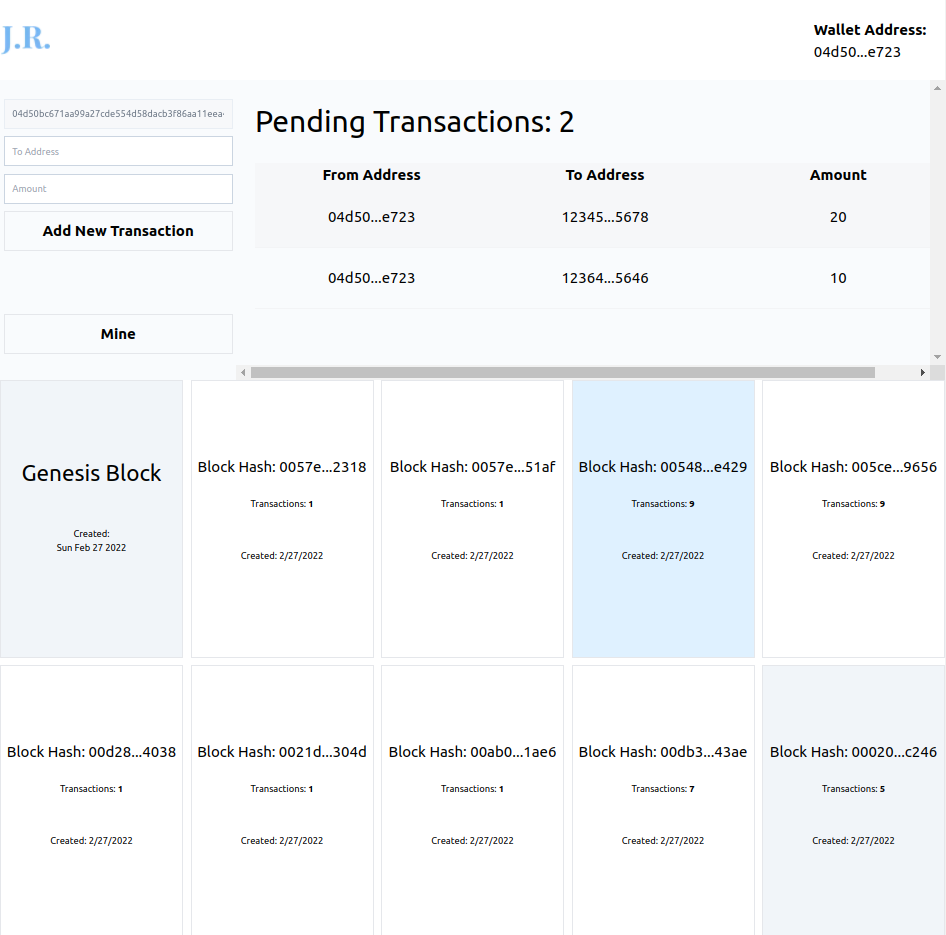 J.R.
Wallet Address:
04d50...e723
04d50bc671aa99a27cde554d58dacb3f86aa11eea
To Address
Amount
Add New Transaction
Mine
Pending Transactions: 2
From Address To Address Amount
04d50...e723 12345...5678 20
04d50...e723 12364...5646 10
Genesis Block
Created:
Sun Feb 27 2022
Block Hash: 0057e...2318
Transactions: 1
Created: 2/27/2022
Block Hash: 0057e...51af
Transactions: 1
Created: 2/27/2022
Block Hash: 00548...e429
Transactions: 9
Created: 2/27/2022
Block Hash: 005ce...9656
Transactions: 9
Created: 2/27/2022
Block Hash: 00d28...4038
Transactions: 1
Created: 2/27/2022
Block Hash: 0021d...304d
Transactions: 1
Created: 2/27/2022
Block Hash: 00ab0...1ae6
Transactions: 1
Created: 2/27/2022
Block Hash: 00db3...43ae
Transactions: 7
Created: 2/27/2022
Block Hash: 00020...c246
Transactions: 5
Created: 2/27/2022